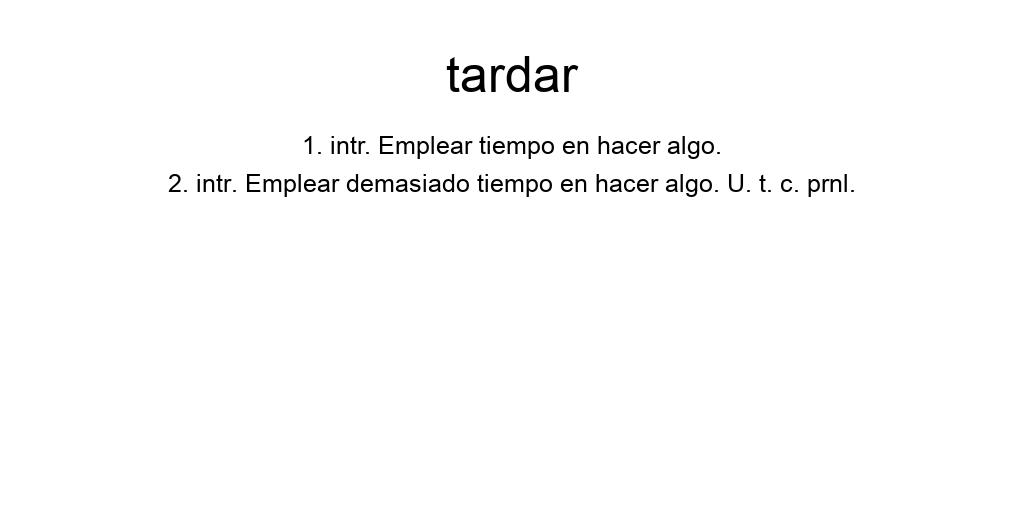 tardar
1. intr. Emplear tiempo en hacer algo.
2. intr. Emplear demasiado tiempo en hacer algo. U. t. c. prnl.